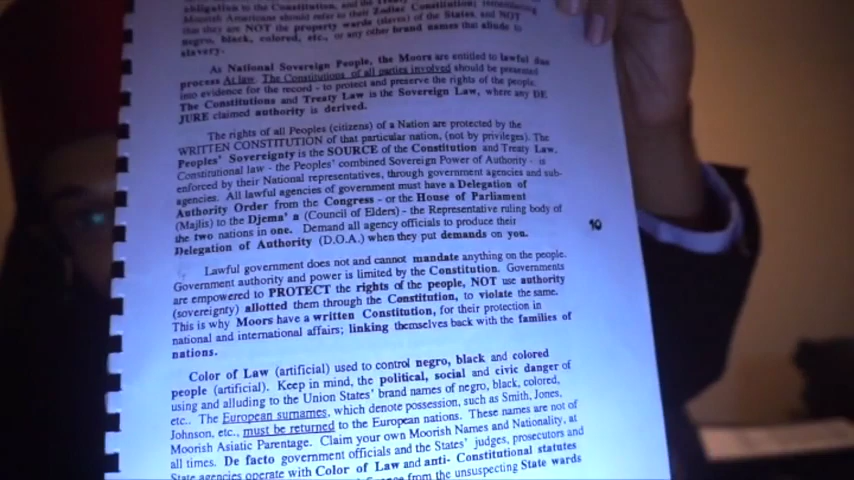 obligation to the Constitution, and the Treaty
Moorish Americans should refer to their Zodiac Constitution; remembering
that they are NOT the property wards (slaves) of the States, and NOT
negro, black, colored, etc., or any other brand names that allude to
slavery.
As National Sovereign People, the Moors are entitled to lawful due
process At law. The Constitutions of all parties involved should be presented
into evidence for the record - to protect and preserve the rights of the people.
The Constitutions and Treaty Law is the Sovereign Law, where any DE
JURE claimed authority is derived.
The rights of all Peoples (citizens) of a Nation are protected by the
WRITTEN CONSTITUTION of that particular nation, (not by privileges). The
Peoples' Sovereignty is the SOURCE of the Constitution and Treaty Law.
Constitutional law - the Peoples' combined Sovereign Power of Authority - is
enforced by their National representatives, through government agencies and sub-
agencies. All lawful agencies of government must have a Delegation of
Authority Order from the Congress - or the House of Parliament
(Majlis) to the Djema' a (Council of Elders) - the Representative ruling body of
the two nations in one. Demand all agency officials to produce their
Delegation of Authority (D.O.A.) when they put demands on you.
10
Lawful government does not and cannot mandate anything on the people.
Government authority and power is limited by the Constitution. Governments
are empowered to PROTECT the rights of the people, NOT use authority
(sovereignty) allotted them through the Constitution, to violate the same.
This is why Moors have a written Constitution, for their protection in
national and international affairs; linking themselves back with the families of
nations.
Color of Law (artificial) used to control negro, black and colored
people (artificial). Keep in mind, the political, social and civic danger of
using and alluding to the Union States' brand names of negro, black, colored,
etc.. The European surnames, which denote possession, such as Smith, Jones,
Johnson, etc., must be returned to the European nations. These names are not of
Moorish Asiatic Parentage. Claim your own Moorish Names and Nationality, at
all times. De facto government officials and the States' judges, prosecutors and
State agencies operate with Color of Law and anti- Constitutional statutes
from the unsuspecting State wards